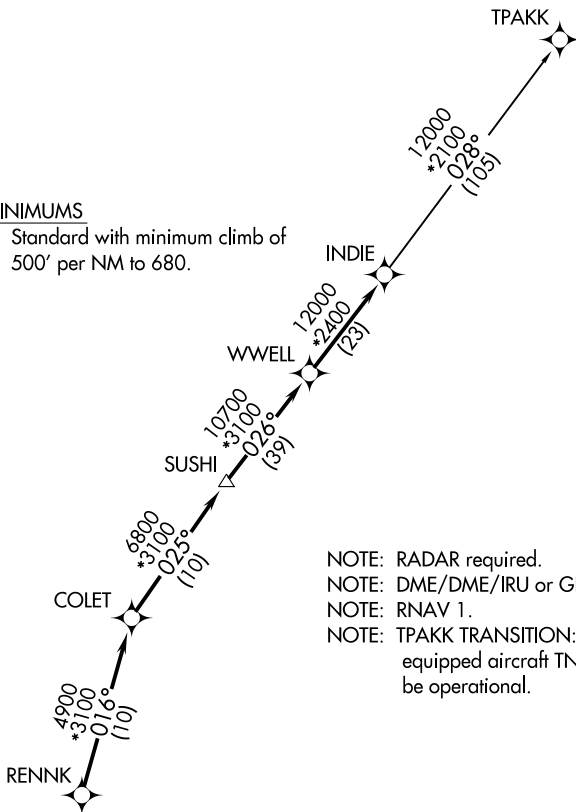 TPAKK
12000
*2100
028°
(105)
INIMUMS
Standard with minimum climb of
500' per NM to 680.
INDIE
12000
*2400
(23)
WWELL
10700
*3100
026°
(39)
SUSHI
6800
*3100
025°
(10)
NOTE: RADAR required.
NOTE: DME/DME/IRU or
NOTE: RNAV 1.
NOTE: TPAKK TRANSITION:
equipped aircraft
be operational.
COLET
4900
*3100
016°
(10)
RENNK